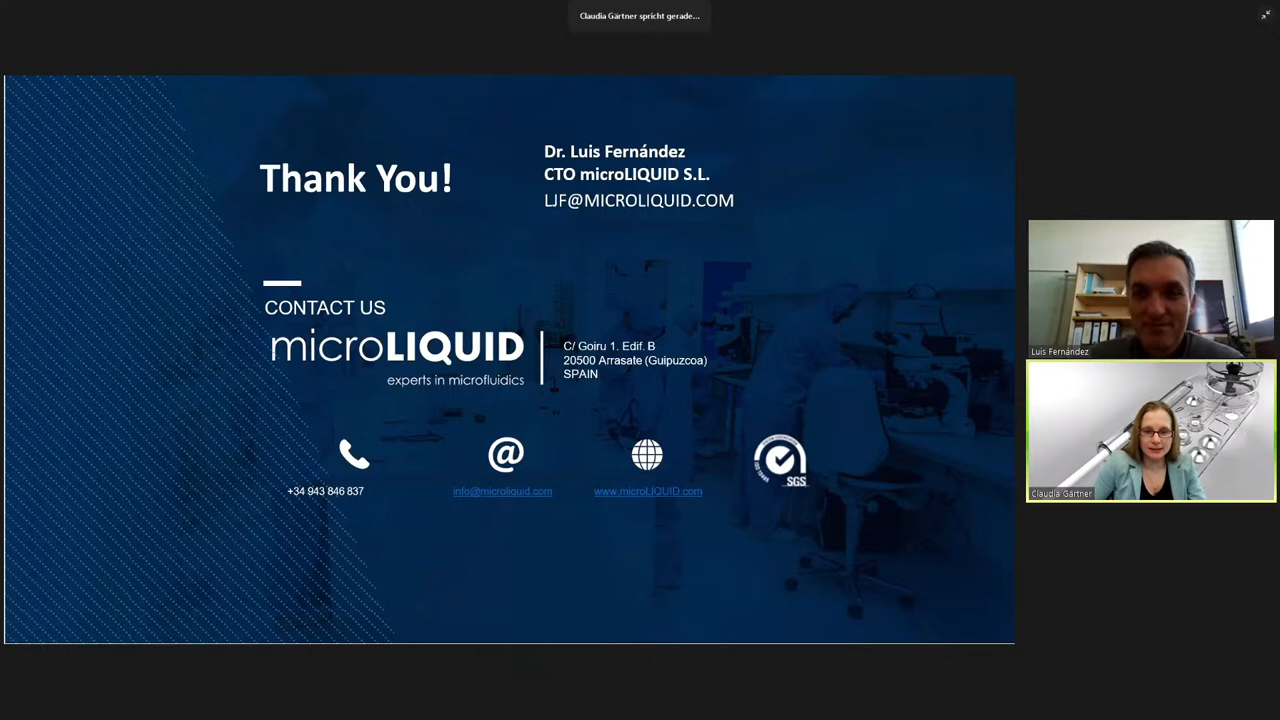 Claudia Gärtner spricht gerade...
Thank You!
Dr. Luis Fernández
CTO microLIQUID S.L.
LJF@MICROLIQUID.COM
CONTACT US
microLIQUID
experts in microfluidics
C/ Goiru 1. Edif. B
20500 Arrasate (Guipuzcoa)
SPAIN
+34 943 846 837
info@microliquid.com
www.microLIQUID.com
SGS
Luis Fernández
Claudia Gärtner